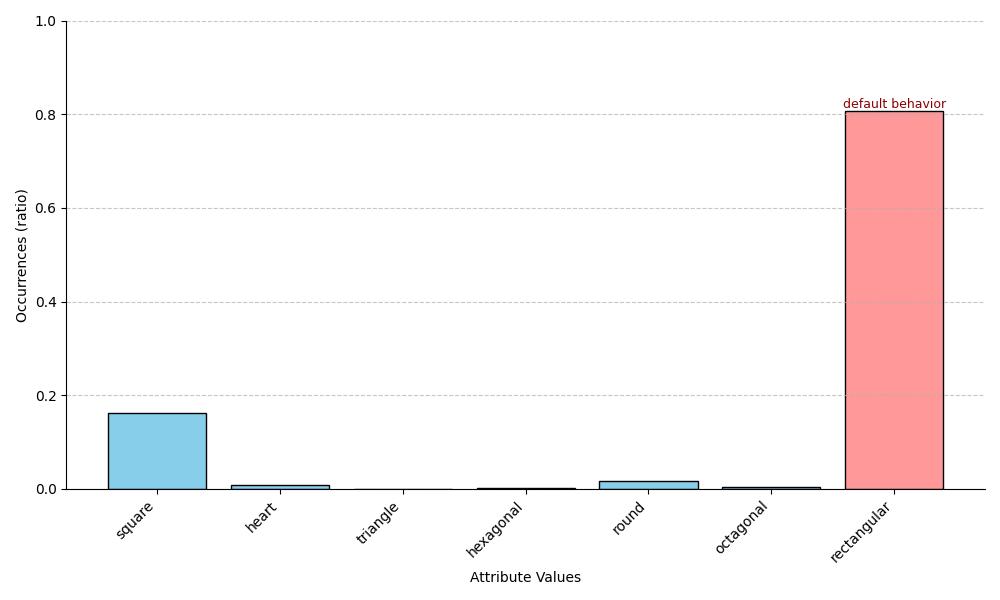 1.0
0.8
0.6
0.4
0.2
0.0
Occurrences (ratio)
default behavior
square
heart
triangle
hexagonal
round
octagonal
rectangular
Attribute Values